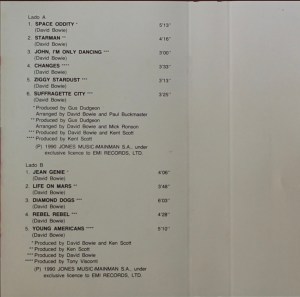 Lado A
1. SPACE ODDITY * 5'13"
(David Bowie)
2. STARMAN ** 4'16"
(David Bowie)
3. JOHN, I'M ONLY DANCING *** 3'00"
(David Bowie)
4. CHANGES **** 3'33"
(David Bowie)
5. ZIGGY STARDUST *** 3'13"
(David Bowie)
6. SUFFRAGETTE CITY *** 3'25"
(David Bowie)
* Produced by Gus Dudgeon
Arranged by David Bowie and Paul Buckmaster
** Produced by Gus Dudgeon
Arranged by David Bowie and Mick Ronson
*** Produced by David Bowie and Kent Scott
**** Produced by Kent Scott
(P) 1990 JONES MUSIC/MAINMAN S.A., under
exclusive licence to EMI RECORDS, LTD.
Lado B
1. JEAN GENIE * 4'06"
(David Bowie)
2. LIFE ON MARS ** 3'48"
(David Bowie)
3. DIAMOND DOGS *** 6'03"
(David Bowie)
4. REBEL REBEL *** 4'28"
(David Bowie)
5. YOUNG AMERICANS **** 5'10"
(David Bowie)
* Produced by David Bowie and Ken Scott
** Produced by Ken Scott
*** Produced by David Bowie
**** Produced by Tony Visconti
(P) 1990 JONES MUSIC/MAINMAN S.A., under
exclusive licence to EMI RECORDS, LTD.